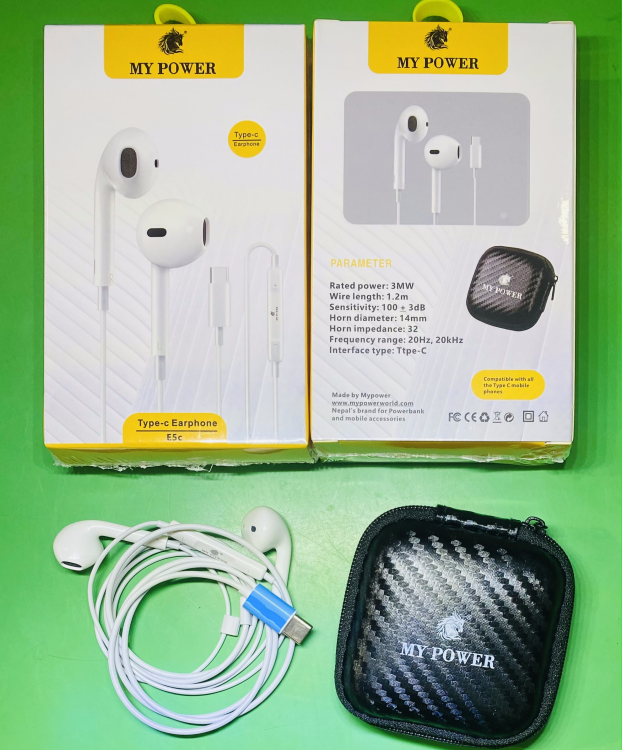 MY POWER
Type-c
Earphone
Type-c Earphone
E5c
MY POWER
PARAMETER
MY POWER
Rated power: 3MW
Wire length: 1.2m
Sensitivity: 100 ± 3dB
Horn diameter: 14mm
Horn impedance: 32
Frequency range: 20Hz, 20kHz
Interface type: Ttpe-C
Compatible with all
the Type C mobile
phones
Made by Mypower
www.mypowerworld.com
Nepal's brand for Powerbank
and mobile accessories
FC CE
MY POWER